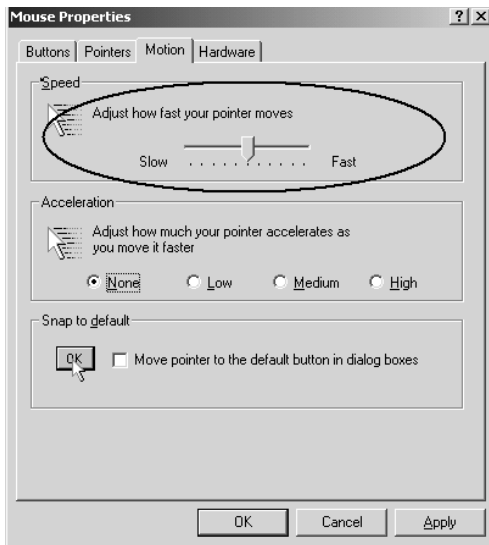 Mouse Properties ? x
Buttons Pointers Motion Hardware
Speed
Adjust how fast your pointer moves
Slow Fast
Acceleration
Adjust how much your pointer accelerates as
you move it faster
None Low Medium High
Snap to default
OK Move pointer to the default button in dialog boxes
OK Cancel Apply